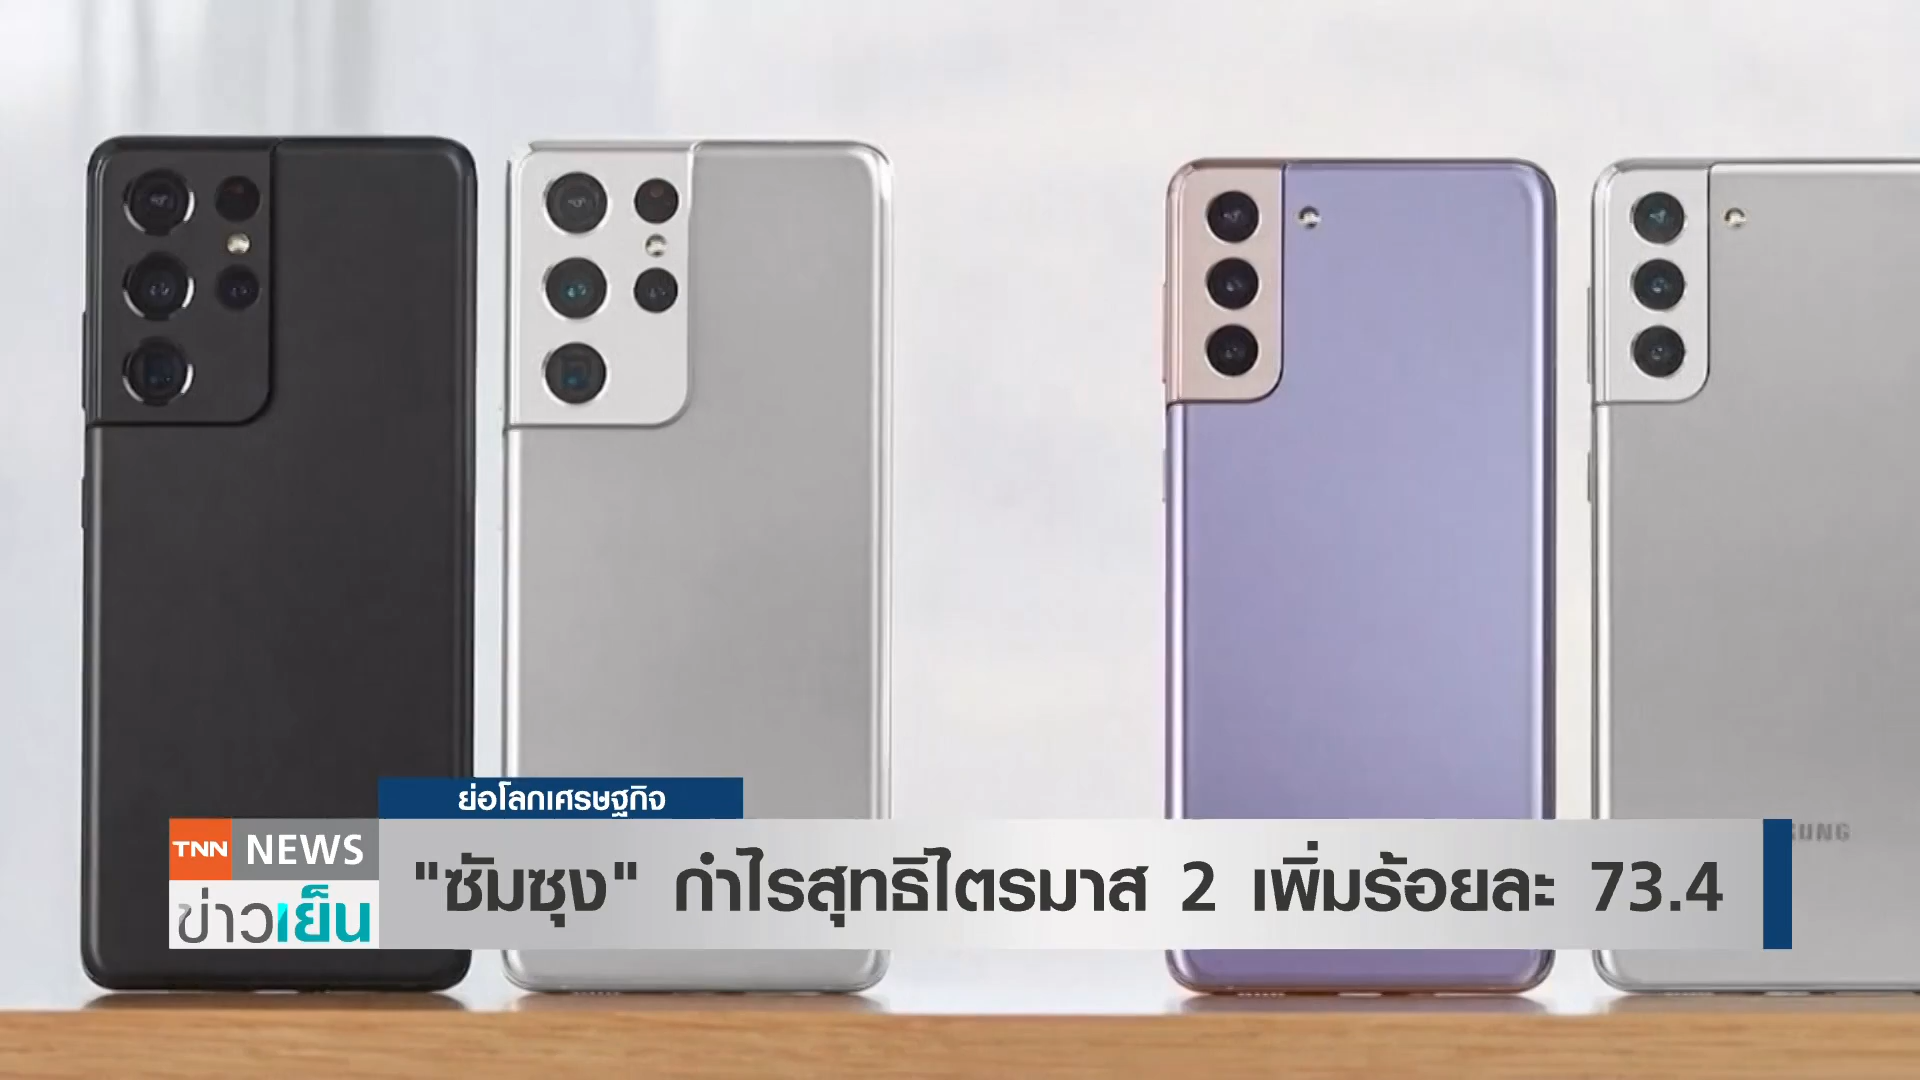 ย่อโลกเศรษฐกิจ
TNN NEWS
ข่าวเย็น
"ซัมซุง" กำไรสุทธิไตรมาส 2 เพิ่มร้อยละ 73.4